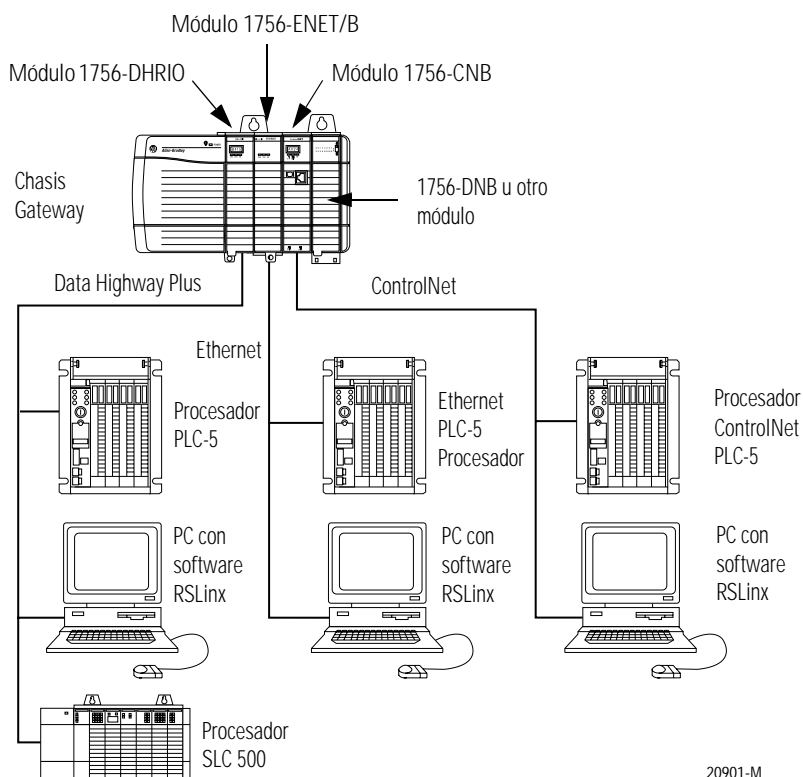 Módulo 1756-ENET/B
Módulo 1756-DHRIO
Módulo 1756-CNB
Allen-Bradley
Chasis
Gateway
1756-DNB u otro
módulo
Data Highway Plus
ControlNet
Ethernet
Procesador
PLC-5
Ethernet
PLC-5
Procesador
Procesador
ControlNet
PLC-5
PC con
software
RSLinx
PC con
software
RSLinx
PC con
software
RSLinx
Procesador
SLC 500
20901-M